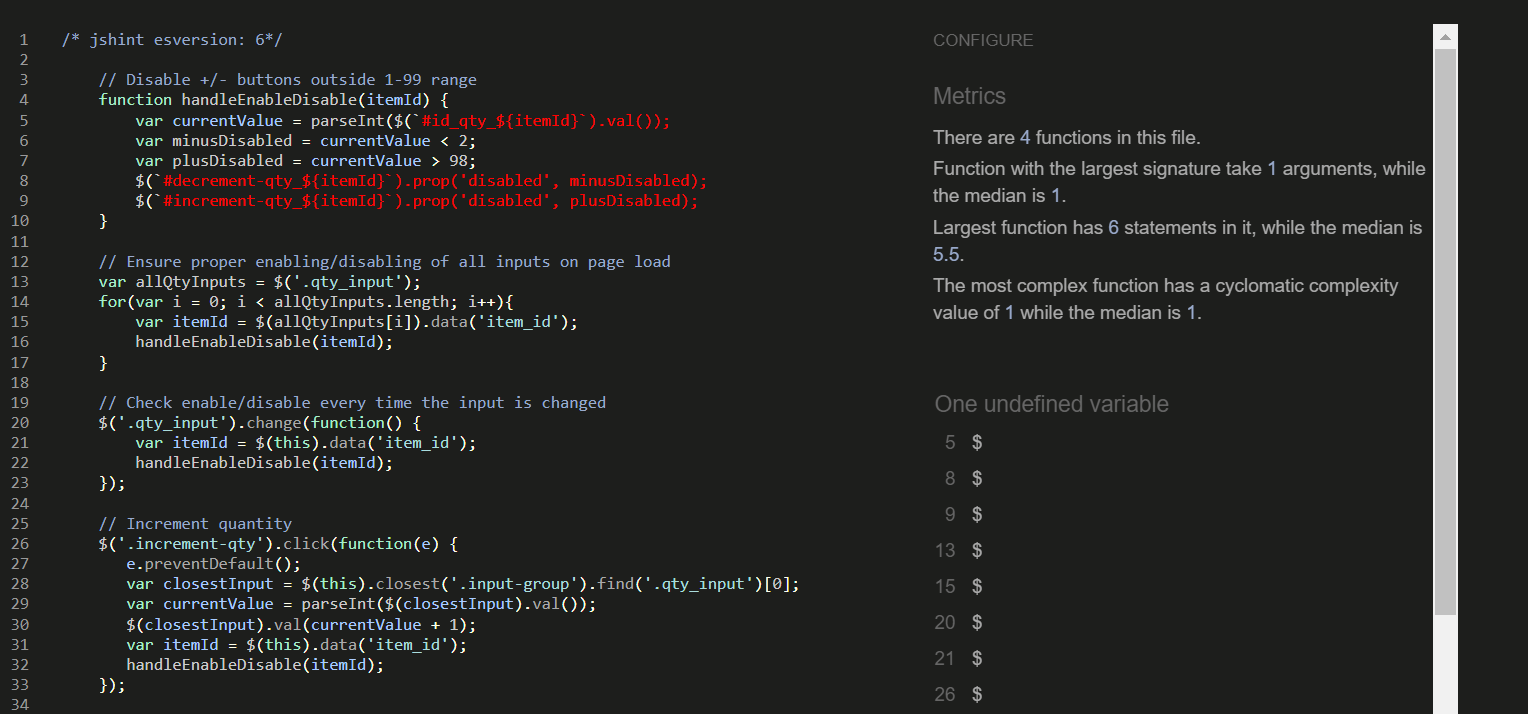 1 /* jshint esversion: 6*/
2
3 // Disable +/- buttons outside 1-99 range
4 function handleEnableDisable(itemId) {
5 var currentValue = parseInt($(`#id_qty_${itemId}`).val());
6 var minusDisabled = currentValue < 2;
7 var plusDisabled = currentValue > 98;
8 $(`#decrement-qty_${itemId}`).prop('disabled', minusDisabled);
9 $(`#increment-qty_${itemId}`).prop('disabled', plusDisabled);
10 }
11
12 // Ensure proper enabling/disabling of all inputs on page load
13 var allQtyInputs = $('.qty_input');
14 for(var i = 0; i < allQtyInputs.length; i++){
15 var itemId = $(allQtyInputs[i]).data('item_id');
16 handleEnableDisable(itemId);
17 }
18
19 // Check enable/disable every time the input is changed
20 $('.qty_input').change(function() {
21 var itemId = $(this).data('item_id');
22 handleEnableDisable(itemId);
23 });
24
25 // Increment quantity
26 $('.increment-qty').click(function(e) {
27 e.preventDefault();
28 var closestInput = $(this).closest('.input-group').find('.qty_input')[0];
29 var currentValue = parseInt($(closestInput).val());
30 $(closestInput).val(currentValue + 1);
31 var itemId = $(this).data('item_id');
32 handleEnableDisable(itemId);
33 });
34
CONFIGURE
Metrics
There are 4 functions in this file.
Function with the largest signature take 1 arguments, while
the median is 1.
Largest function has 6 statements in it, while the median is
5.5.
The most complex function has a cyclomatic complexity
value of 1 while the median is 1.
One undefined variable
5 $
8 $
9 $
13 $
15 $
20 $
21 $
26 $